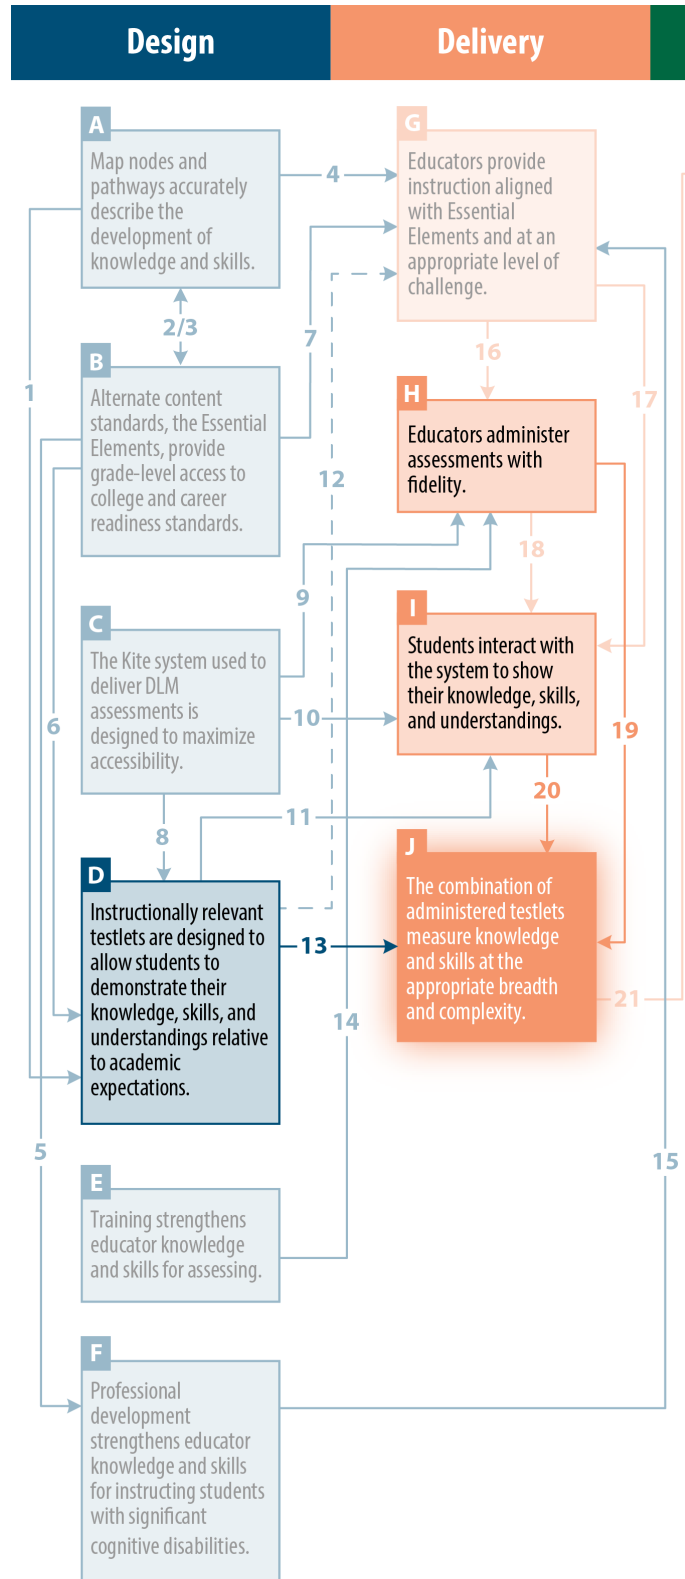 Design
Delivery
A
Map nodes and
pathways accurately
describe the
development of
knowledge and skills.
G
Educators provide
instruction aligned
with Essential
Elements and at an
appropriate level of
challenge.
4
2/3
7
16
1
17
B
Alternate content
standards, the Essential
Elements, provide
grade-level access to
college and career
readiness standards.
H
Educators administer
assessments with
fidelity.
12
18
9
C
The Kite system used to
deliver DLM
assessments is
designed to maximize
accessibility.
I
Students interact with
the system to show
their knowledge, skills,
and understandings.
10
6
19
20
11
8
D
Instructionally relevant
testlets are designed to
allow students to
demonstrate their
knowledge, skills, and
understandings relative
to academic
expectations.
J
The combination of
administered testlets
measure knowledge
and skills at the
appropriate breadth
and complexity.
13
21
14
5
15
E
Training strengthens
educator knowledge
and skills for assessing.
F
Professional
development
strengthens educator
knowledge and skills
for instructing students
with significant
cognitive disabilities.